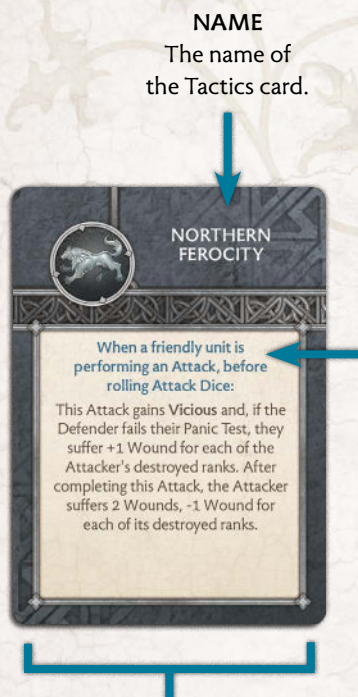 NAME
The name of
the Tactics card.
NORTHERN
FEROCITY
When a friendly unit is
performing an Attack, before
rolling Attack Dice:
This Attack gains Vicious and, if the
Defender fails their Panic Test, they
suffer +1 Wound for each of the
Attacker's destroyed ranks. After
completing this Attack, the Attacker
suffers 2 Wounds, -1 Wound for
each of its destroyed ranks.